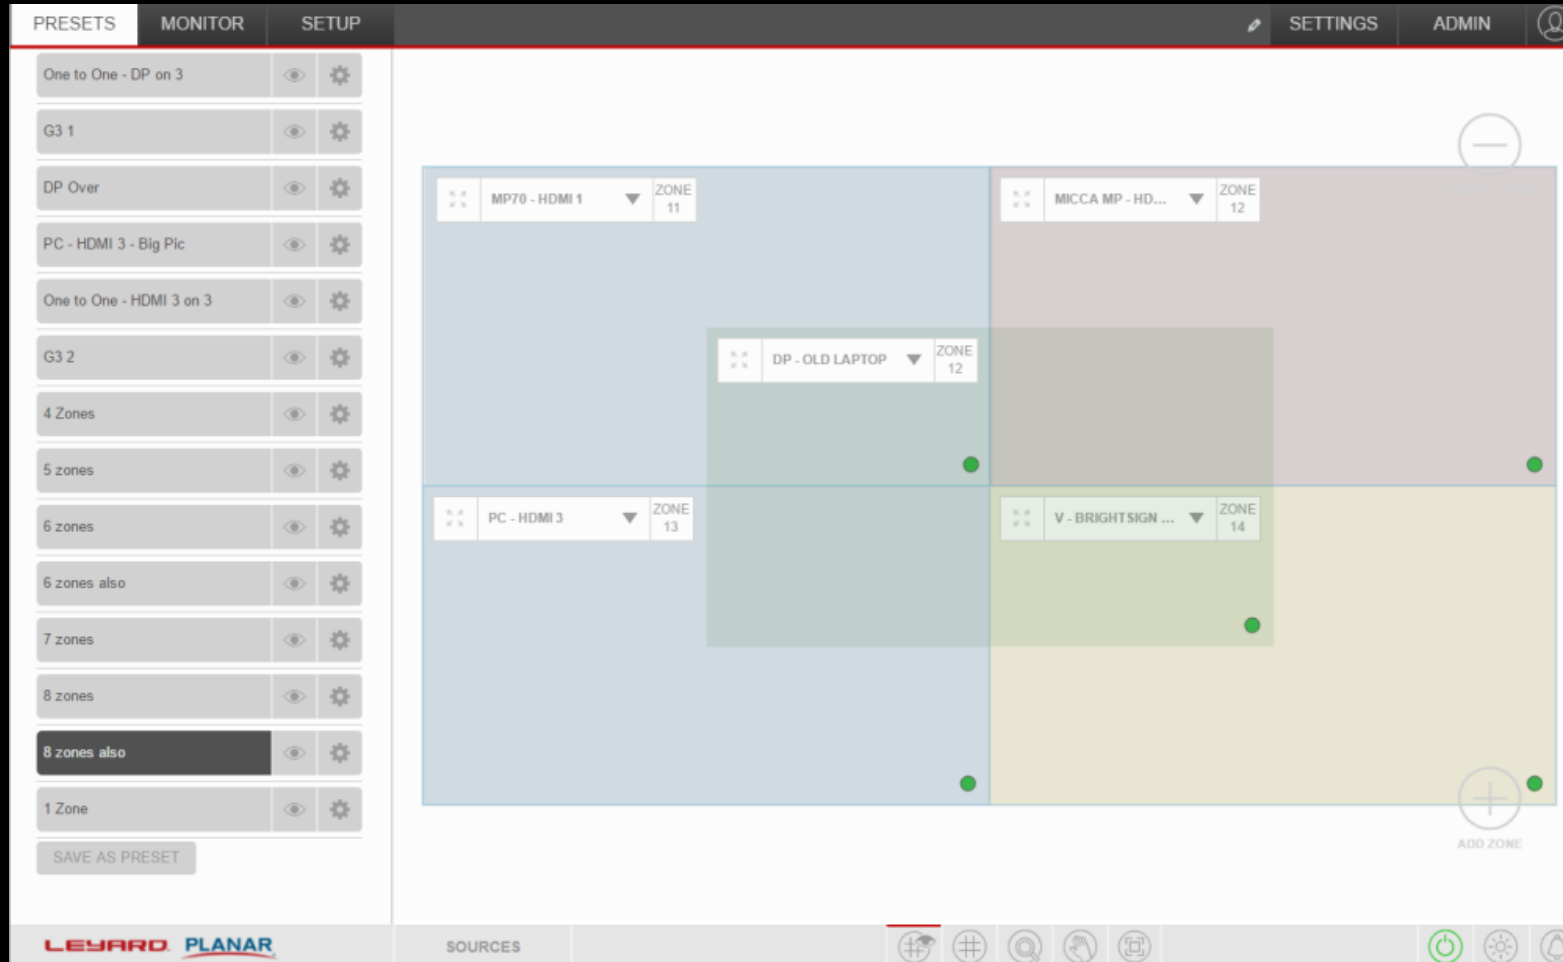 PRESETS MONITOR SETUP SETTINGS ADMIN
One to One - DP on 3
G3 1
DP Over
PC - HDMI 3 - Big Pic
One to One - HDMI 3 on 3
G3 2
4 Zones
5 zones
6 zones
6 zones also
7 zones
8 zones
8 zones also
1 Zone
SAVE AS PRESET
MP70 - HDMI 1 ZONE
11
MICCA MP - HD... ZONE
12
DP - OLD LAPTOP ZONE
12
PC - HDMI 3 ZONE
13
V - BRIGHTSIGN ... ZONE
14
ADD ZONE
LEYARD PLANAR SOURCES